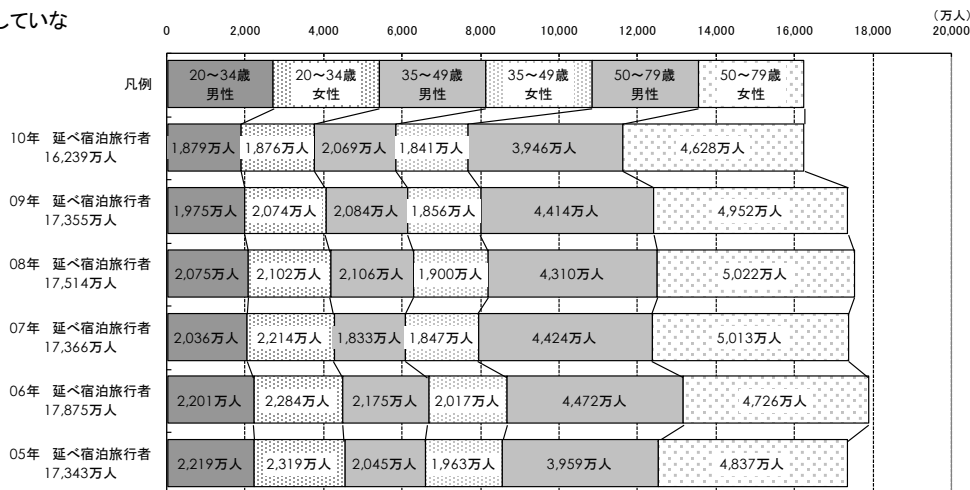 していな
（万人）
0 2,000 4,000 6,000 8,000 10,000 12,000 14,000 16,000 18,000 20,000
凡例
20～34歳 男性
20～34歳 女性
35～49歳 男性
35～49歳 女性
50～79歳 男性
50～79歳 女性
10年　延べ宿泊旅行者
16,239万人
1,879万人 1,876万人 2,069万人 1,841万人 3,946万人 4,628万人
09年　延べ宿泊旅行者
17,355万人
1,975万人 2,074万人 2,084万人 1,856万人 4,414万人 4,952万人
08年　延べ宿泊旅行者
17,514万人
2,075万人 2,102万人 2,106万人 1,900万人 4,310万人 5,022万人
07年　延べ宿泊旅行者
17,366万人
2,036万人 2,214万人 1,833万人 1,847万人 4,424万人 5,013万人
06年　延べ宿泊旅行者
17,875万人
2,201万人 2,284万人 2,175万人 2,017万人 4,472万人 4,726万人
05年　延べ宿泊旅行者
17,343万人
2,219万人 2,319万人 2,045万人 1,963万人 3,959万人 4,837万人